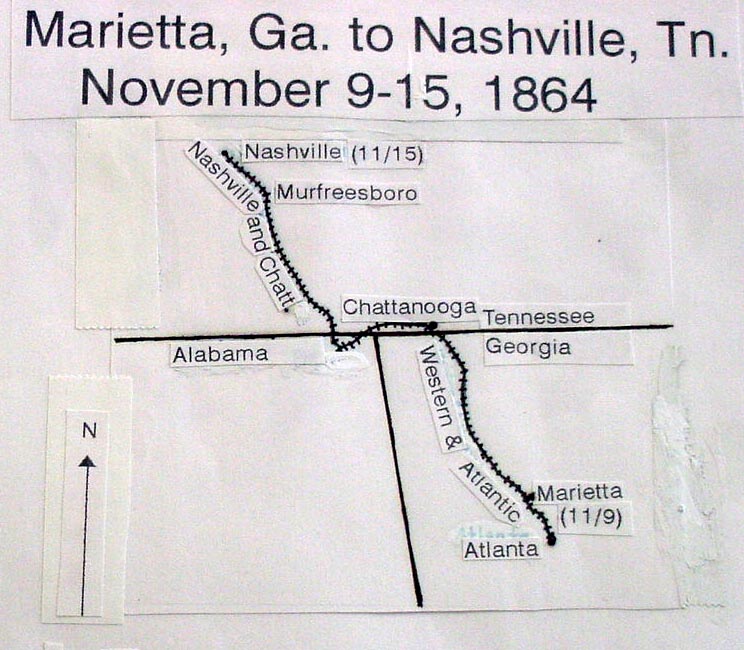 Marietta, Ga. to Nashville, Tn.
November 9-15, 1864
Nashville (11/15)
Murfreesboro
Nashville and Chatt.
Chattanooga
Tennessee
Alabama
Georgia
Western &
Atlantic
N
Marietta
(11/9)
Atlanta
Atlanta